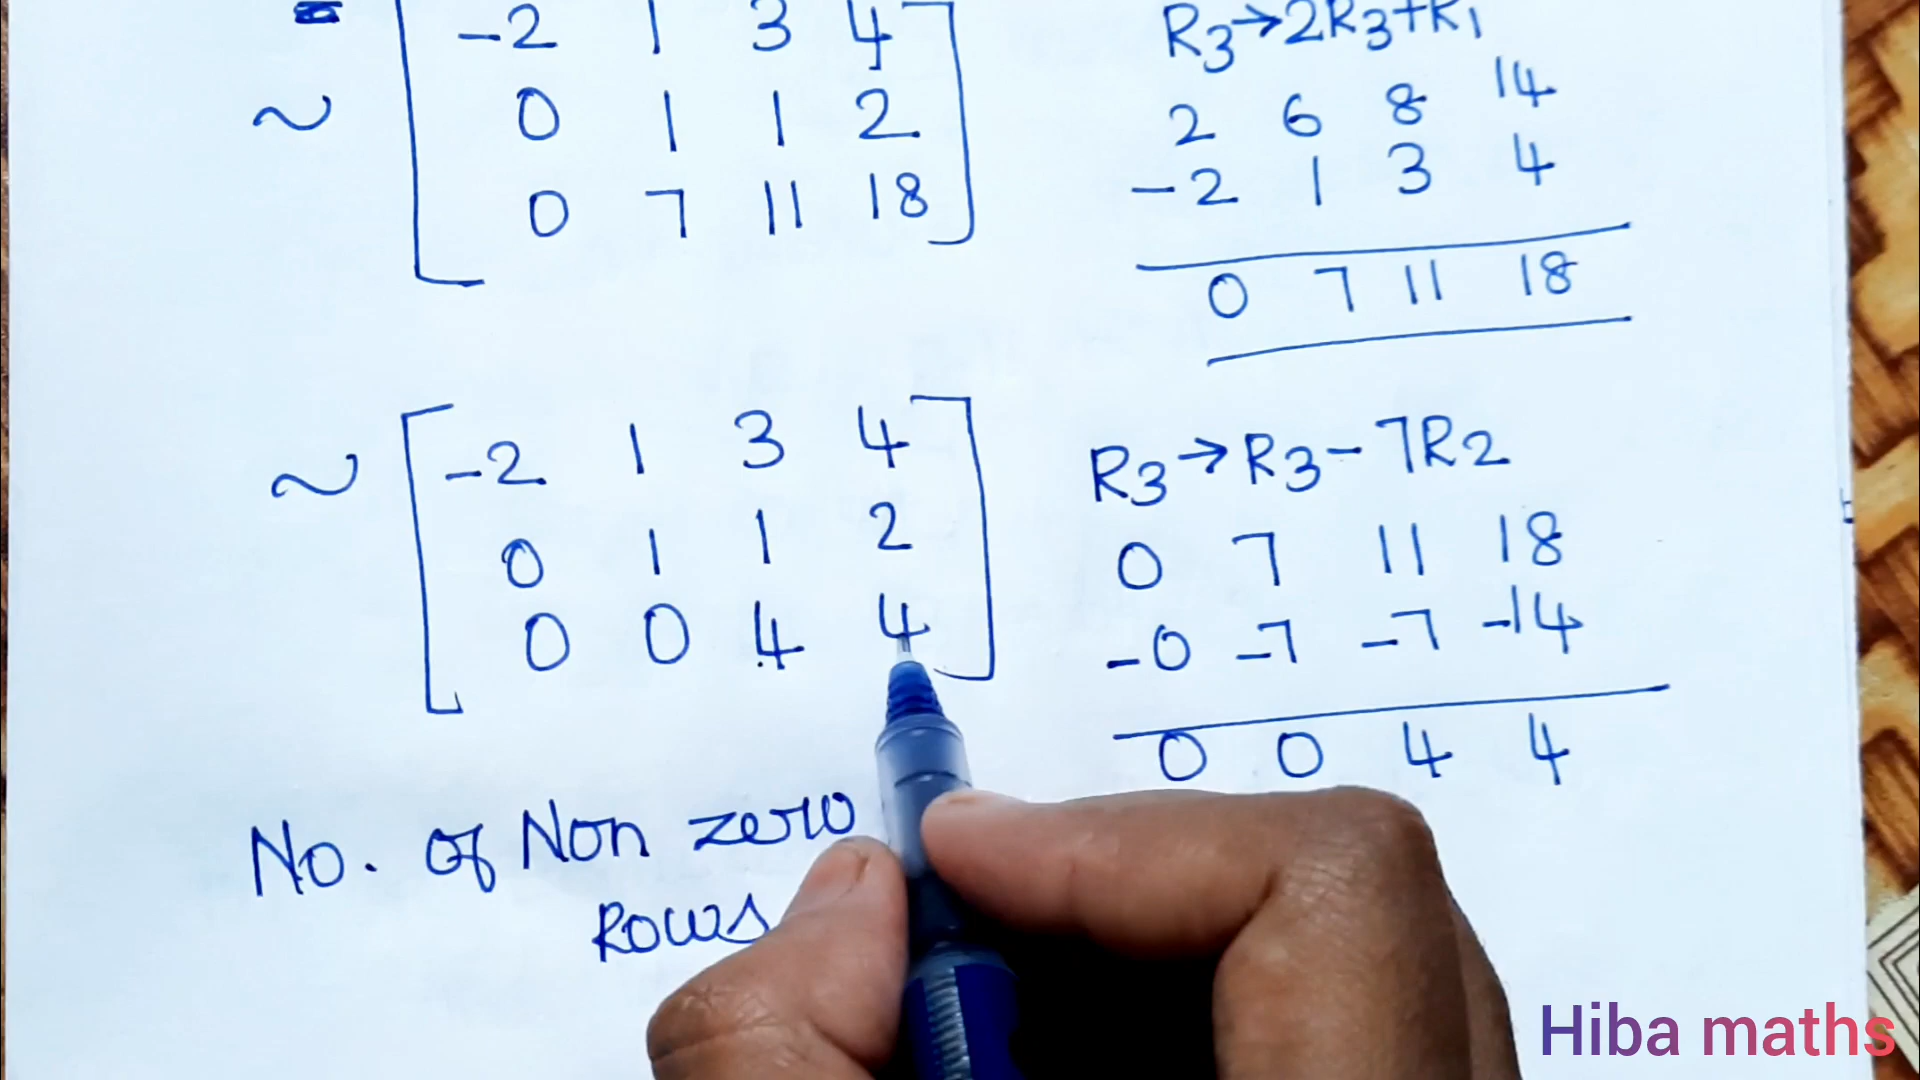 = -2 1 3 4
~ 0 1 1 2
0 7 11 18
R3→2R3+R1
2 6 8 14
-2 1 3 4
0 7 11 18
~ -2 1 3 4
0 1 1 2
0 0 4 4
R3→R3-7R2
0 7 11 18
-0 -7 -7 -14
0 0 4 4
No. of Non zero
Rows
Hiba maths